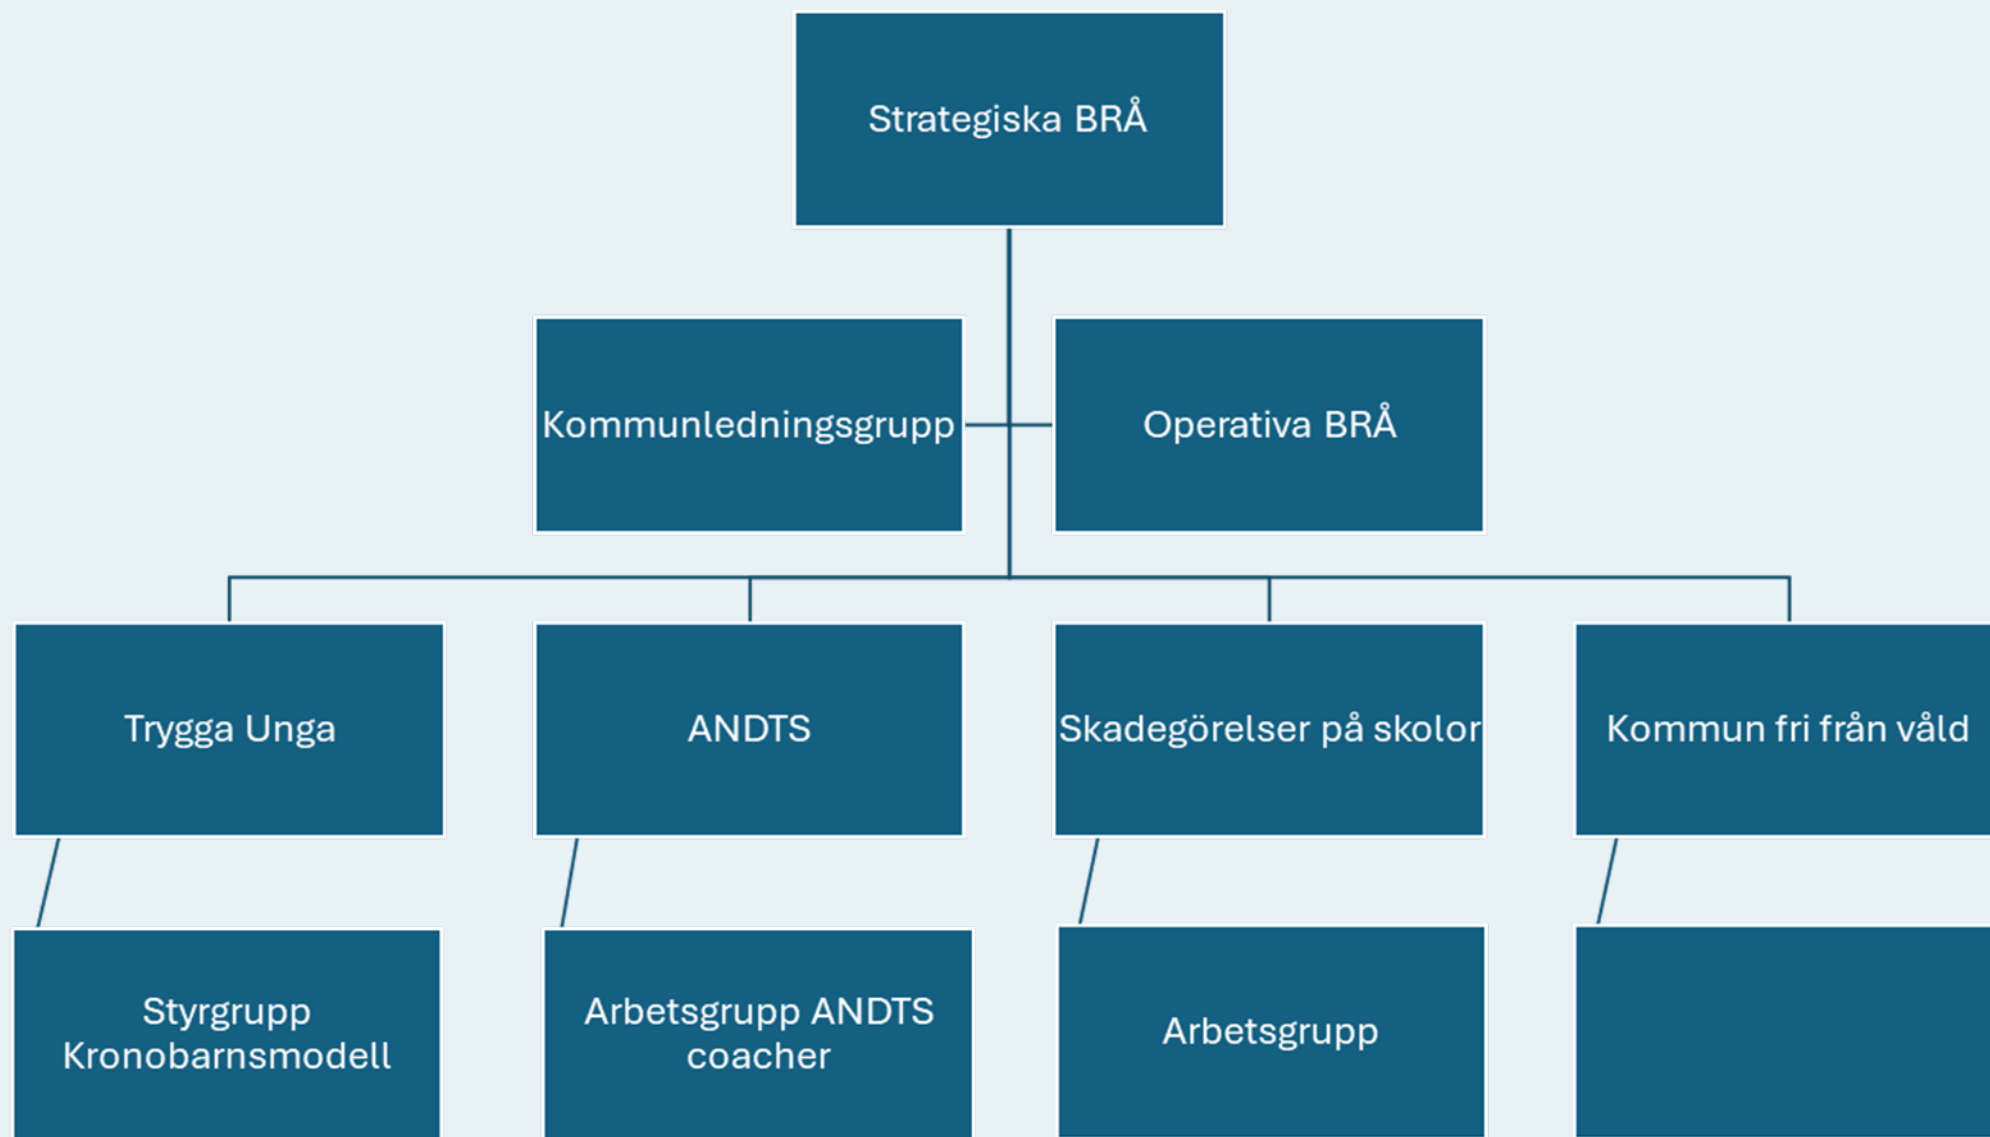 Strategiska BRÅ
Kommunledningsgrupp
Operativa BRÅ
Trygga Unga
ANDTS
Skadegörelser på skolor
Kommun fri från våld
Styrgrupp
Kronobarnsmodell
Arbetsgrupp ANDTS
coacher
Arbetsgrupp